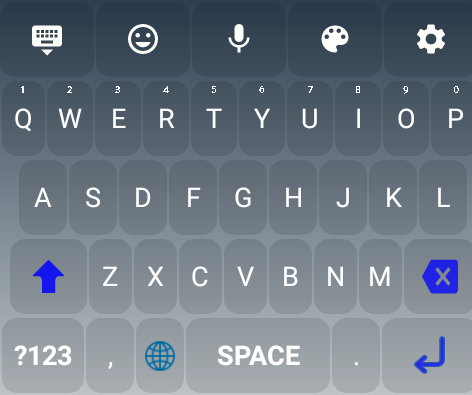 1 2 3 4 5 6 7 8 9 0
Q W E R T Y U I O P
A S D F G H J K L
Z X C V B N M
?123 , SPACE .